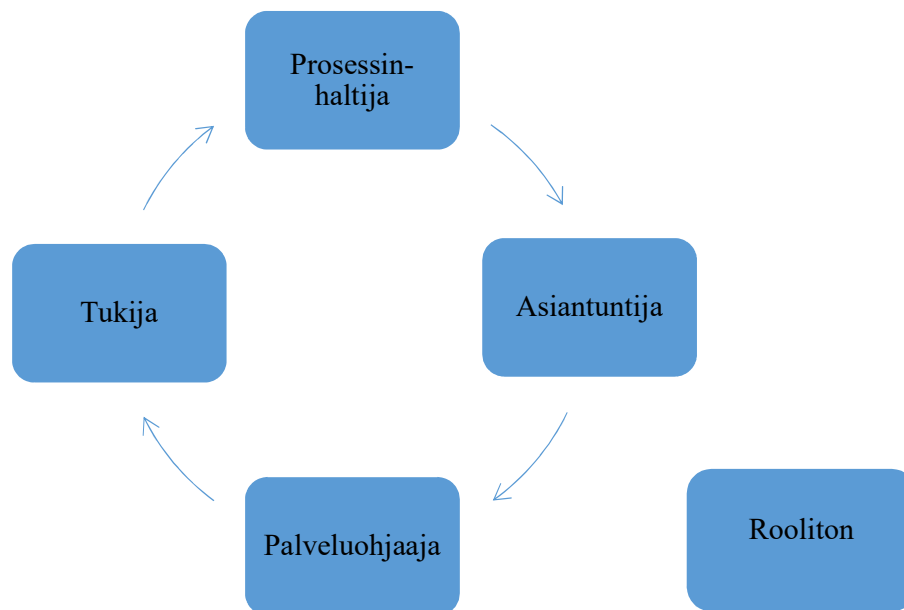 Prosessin-
haltija
Tukija
Asiantuntija
Palveluohjaaja
Rooliton